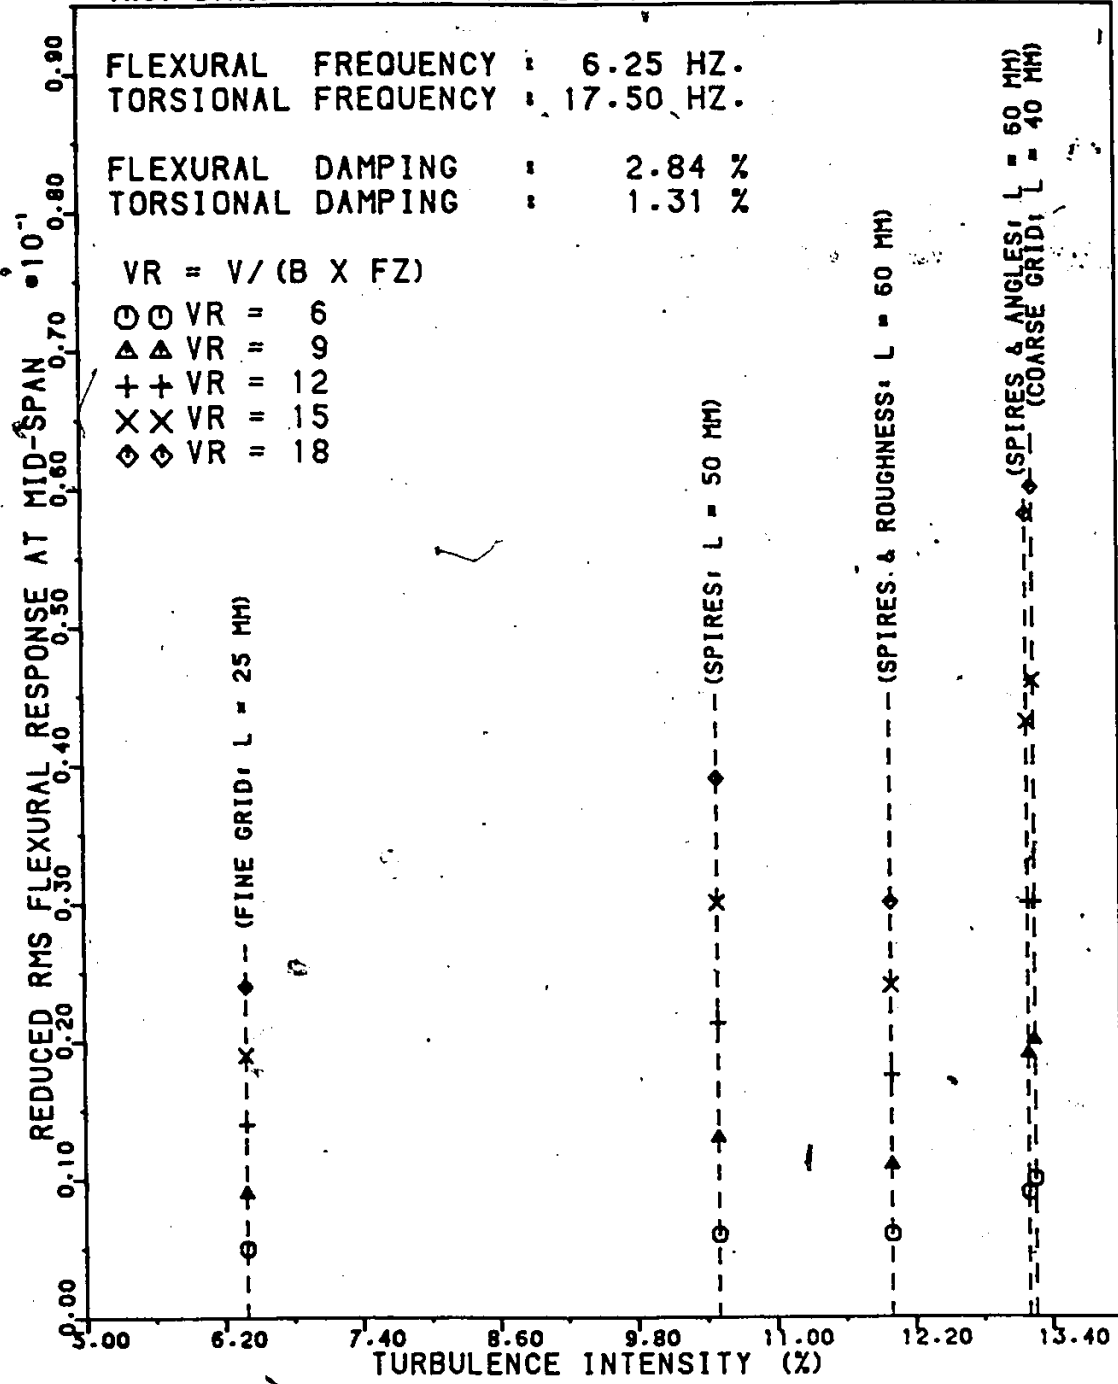 FLEXURAL FREQUENCY : 6.25 HZ.
TORSIONAL FREQUENCY : 17.50 HZ.
FLEXURAL DAMPING : 2.84 %
TORSIONAL DAMPING : 1.31 %
VR = V/(B X FZ)
VR = 6
VR = 9
VR = 12
VR = 15
VR = 18
REDUCED RMS FLEXURAL RESPONSE AT MID-SPAN *10⁻¹
0.90
0.80
0.70
0.60
0.50
0.40
0.30
0.20
0.10
0.00
(FINE GRID; L = 25 MM)
(SPIRES; L = 50 MM)
(SPIRES & ROUGHNESS; L = 60 MM)
(SPIRES & ANGLES; L = 60 MM)
(COARSE GRID; L = 40 MM)
5.00 6.20 7.40 8.60 9.80 11.00 12.20 13.40
TURBULENCE INTENSITY (%)